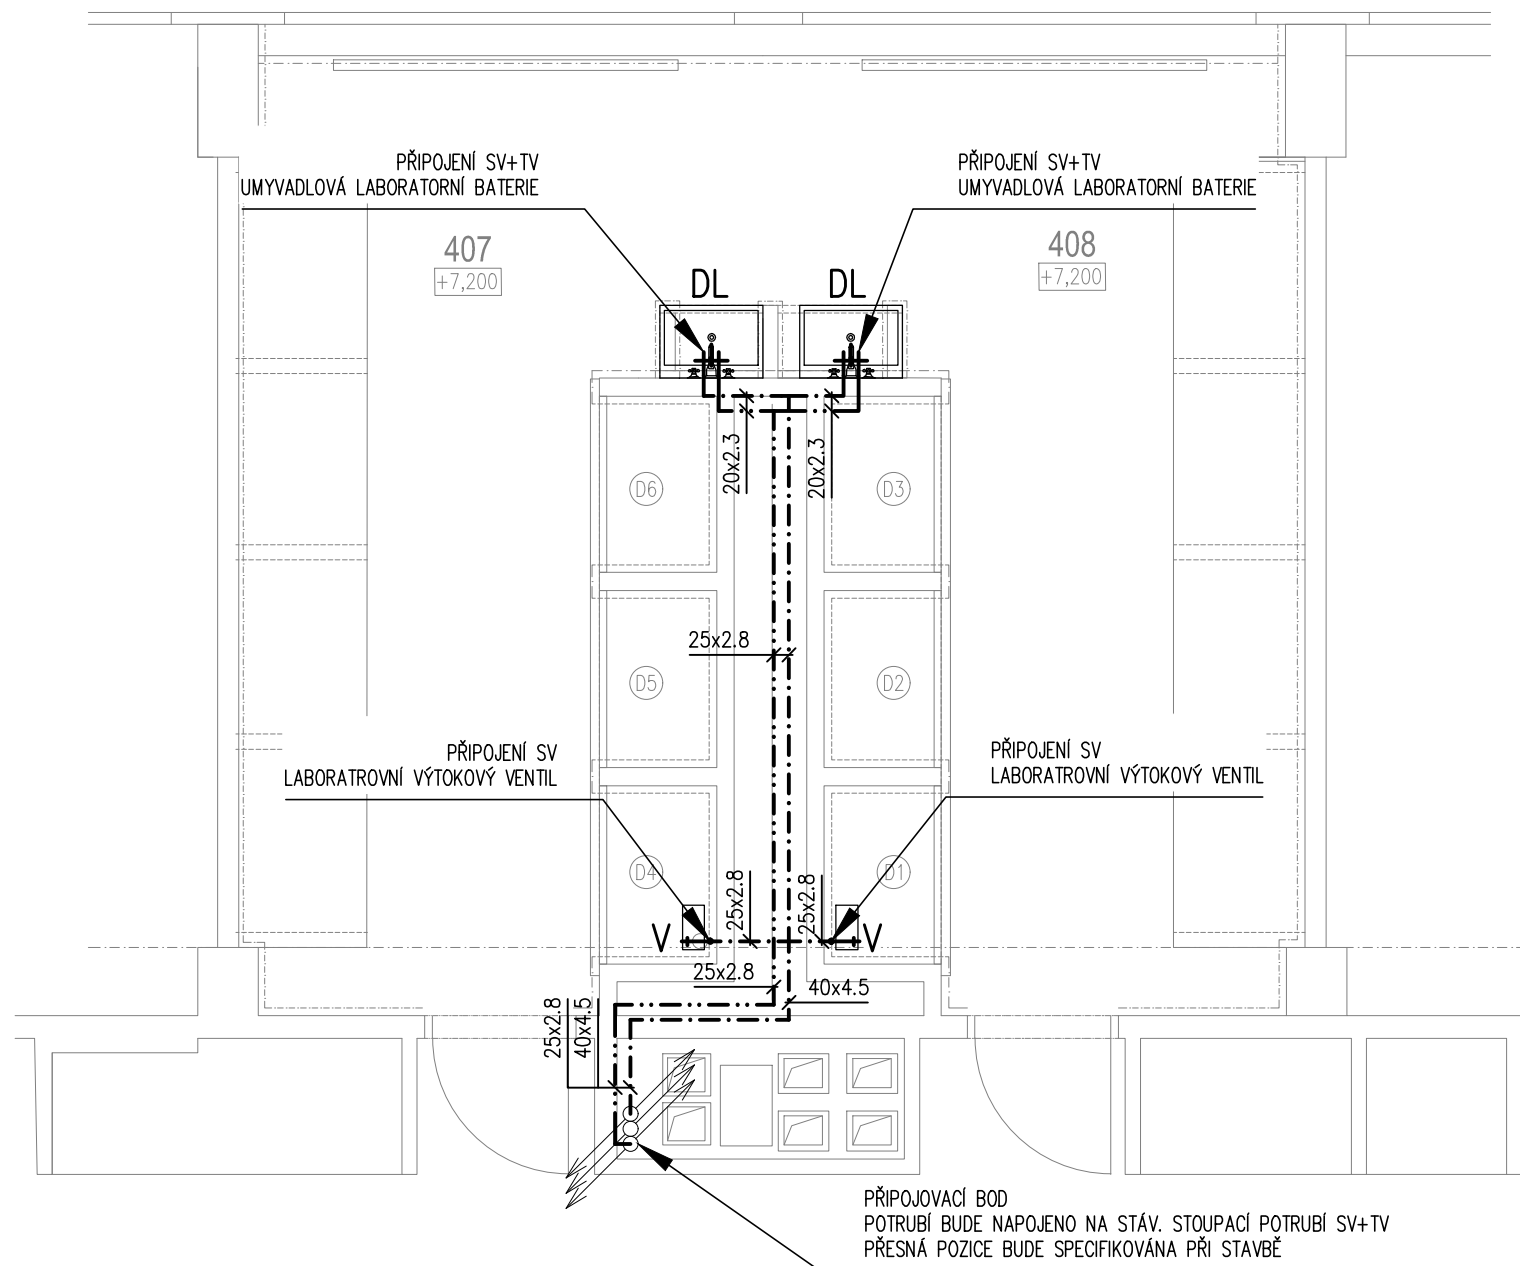 PŘIPOJENÍ SV+TV
UMYVADLOVÁ LABORATORNÍ BATERIE
PŘIPOJENÍ SV+TV
UMYVADLOVÁ LABORATORNÍ BATERIE
407
+7,200
408
+7,200
DL
DL
20x2.3
20x2.3
D6
D3
25x2.8
D5
D2
PŘIPOJENÍ SV
LABORATROVNÍ VÝTOKOVÝ VENTIL
PŘIPOJENÍ SV
LABORATROVNÍ VÝTOKOVÝ VENTIL
D4
D1
25x2.8
25x2.8
V
V
25x2.8
40x4.5
25x2.8
40x4.5
PŘIPOJOVACÍ BOD
POTRUBÍ BUDE NAPOJENO NA STÁV. STOUPACÍ POTRUBÍ SV+TV
PŘESNÁ POZICE BUDE SPECIFIKOVÁNA PŘI STAVBĚ